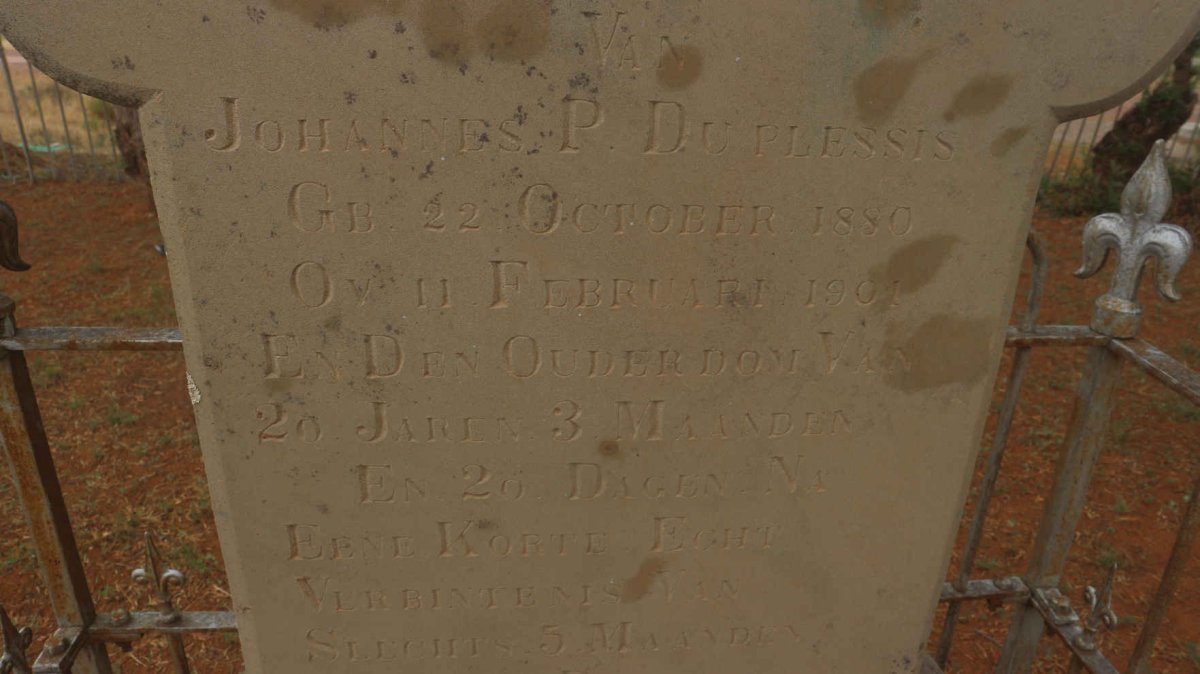 Van
Johannes P. Du plessis
Gb 22 October 1880
Ov 11 Februari 1901
En Den Ouderdom Van
20 Jaren 3 Maanden
En 20 Dagen Na
Eene Korte Echt
Verbintenis Van
Slechts 5 Maanden